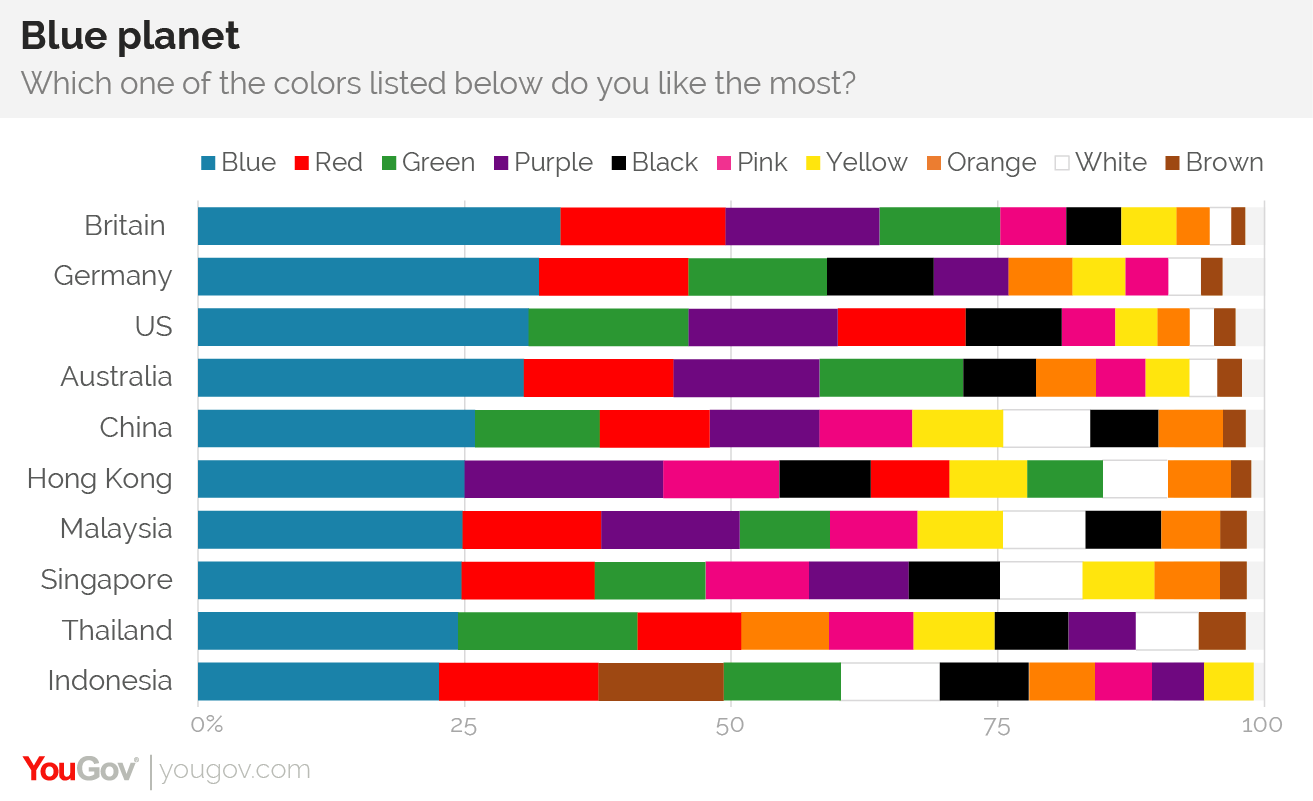 Blue planet
Which one of the colors listed below do you like the most?
Blue Red Green Purple Black Pink Yellow Orange White Brown
Britain
Germany
US
Australia
China
Hong Kong
Malaysia
Singapore
Thailand
Indonesia
0% 25 50 75 100
YouGov® yougov.com